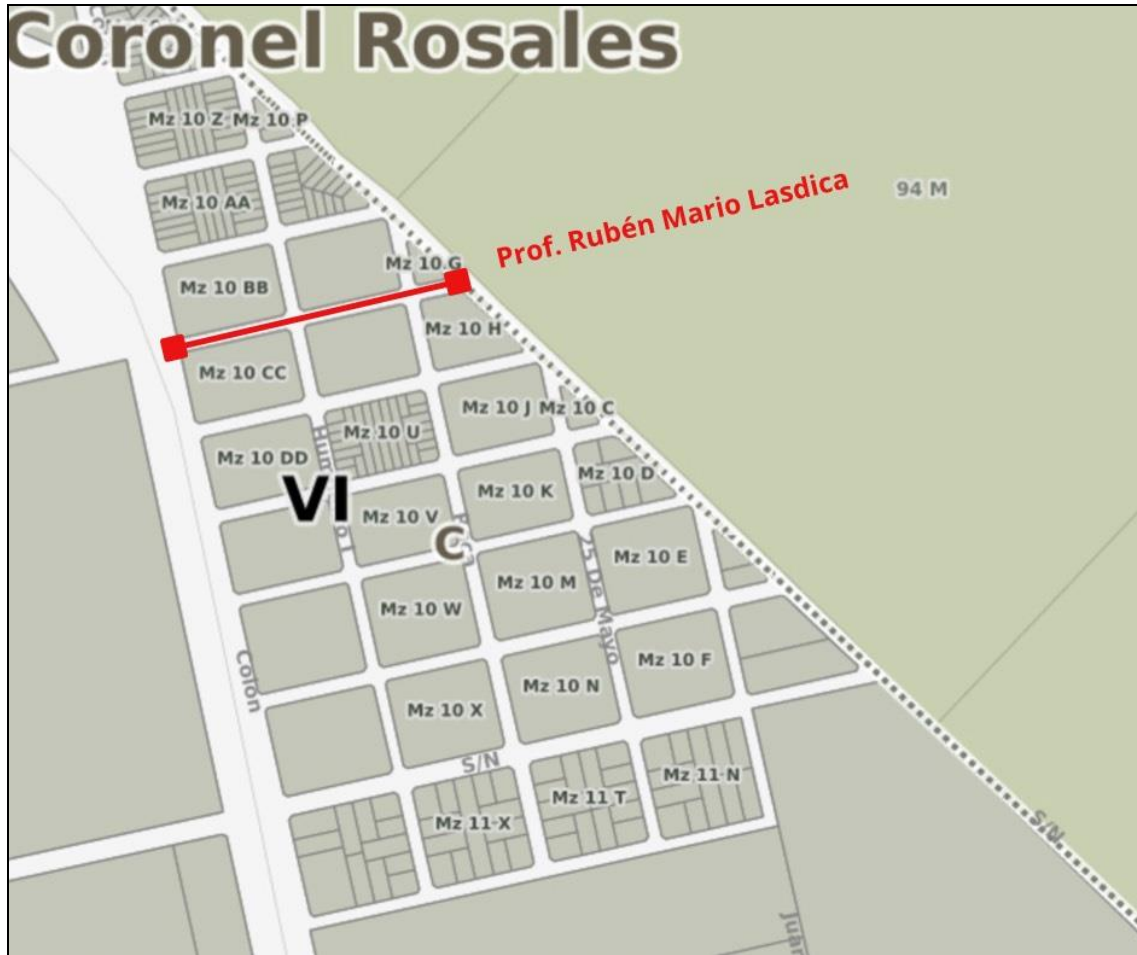 Coronel Rosales
Mz 10 Z
Mz 10 P
Mz 10 AA
Prof. Rubén Mario Lasdica
94 M
Mz 10 G
Mz 10 BB
Mz 10 H
Mz 10 CC
Mz 10 J
Mz 10 C
Mz 10 U
Mz 10 DD
Mz 10 D
VI
Mz 10 K
Mz 10 V
C
25 De Mayo
Mz 10 E
Mz 10 M
Mz 10 W
Mz 10 F
Colón
Mz 10 N
Mz 10 X
S/N
Mz 11 N
Mz 11 T
Mz 11 X
S/N
Juan